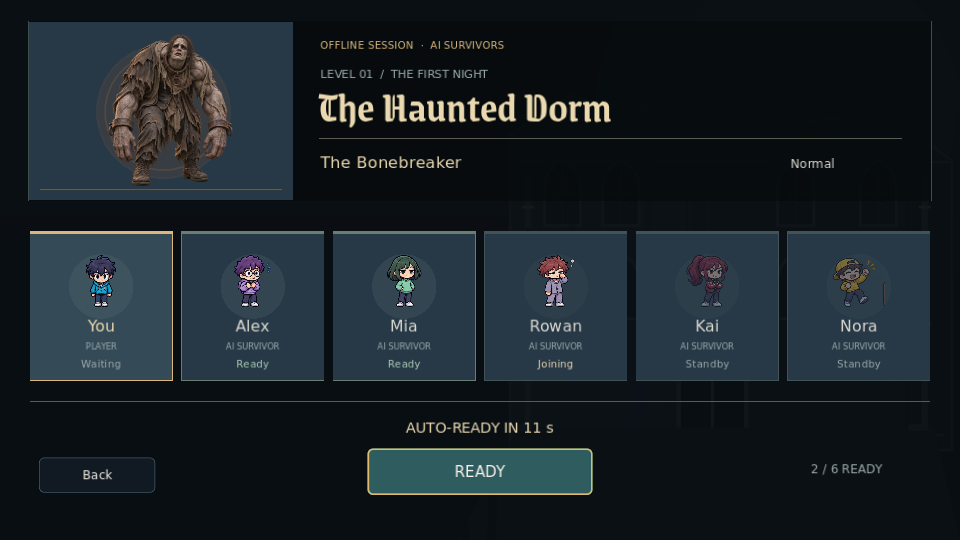 OFFLINE SESSION · AI SURVIVORS
LEVEL 01 / THE FIRST NIGHT
The Haunted Dorm
The Bonebreaker
Normal
You
PLAYER
Waiting
Alex
AI SURVIVOR
Ready
Mia
AI SURVIVOR
Ready
Rowan
AI SURVIVOR
Joining
Kai
AI SURVIVOR
Standby
Nora
AI SURVIVOR
Standby
AUTO-READY IN 11 s
Back
READY
2 / 6 READY